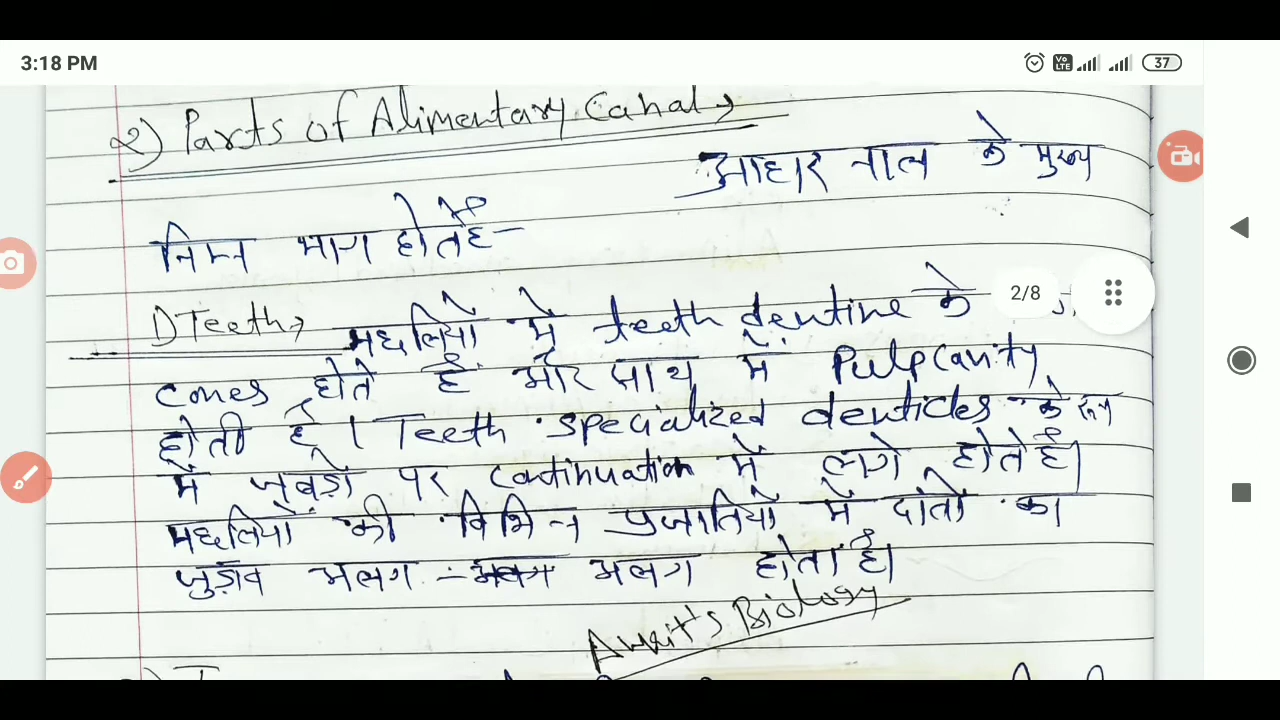 3:18 PM
37
2) Parts of Alimentary Canal →
आहार नाल के मुख्य
निम्न भाग होते है -
1) Teeth → मछलियों में teeth dentine के
2/8
cones होते है और साथ में Pulp cavity
होती है । Teeth specialized denticles के रूप
में जबड़ों पर continuation में लगे होते है।
मछलियों की विभिन्न प्रजातियों में दांतों का
जुड़ाव अलग - अलग होता है।
Ankit's Biology